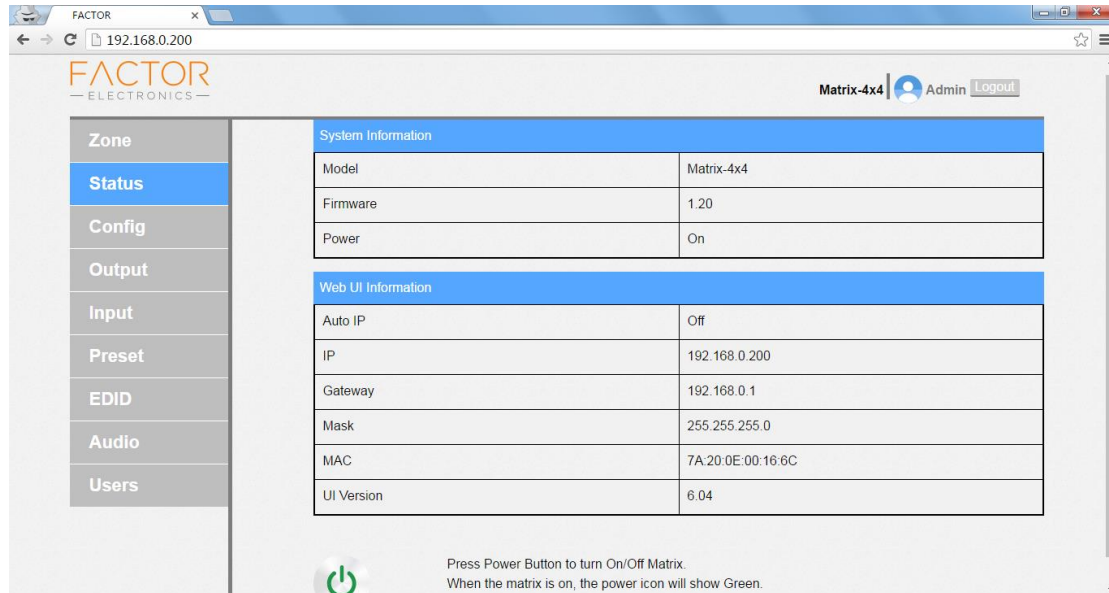 FACTOR
192.168.0.200
FACTOR
ELECTRONICS
Matrix-4x4 Admin Logout
Zone
Status
Config
Output
Input
Preset
EDID
Audio
Users
System Information
Model Matrix-4x4
Firmware 1.20
Power On
Web UI Information
Auto IP Off
IP 192.168.0.200
Gateway 192.168.0.1
Mask 255.255.255.0
MAC 7A:20:0E:00:16:6C
UI Version 6.04
Press Power Button to turn On/Off Matrix.
When the matrix is on, the power icon will show Green.